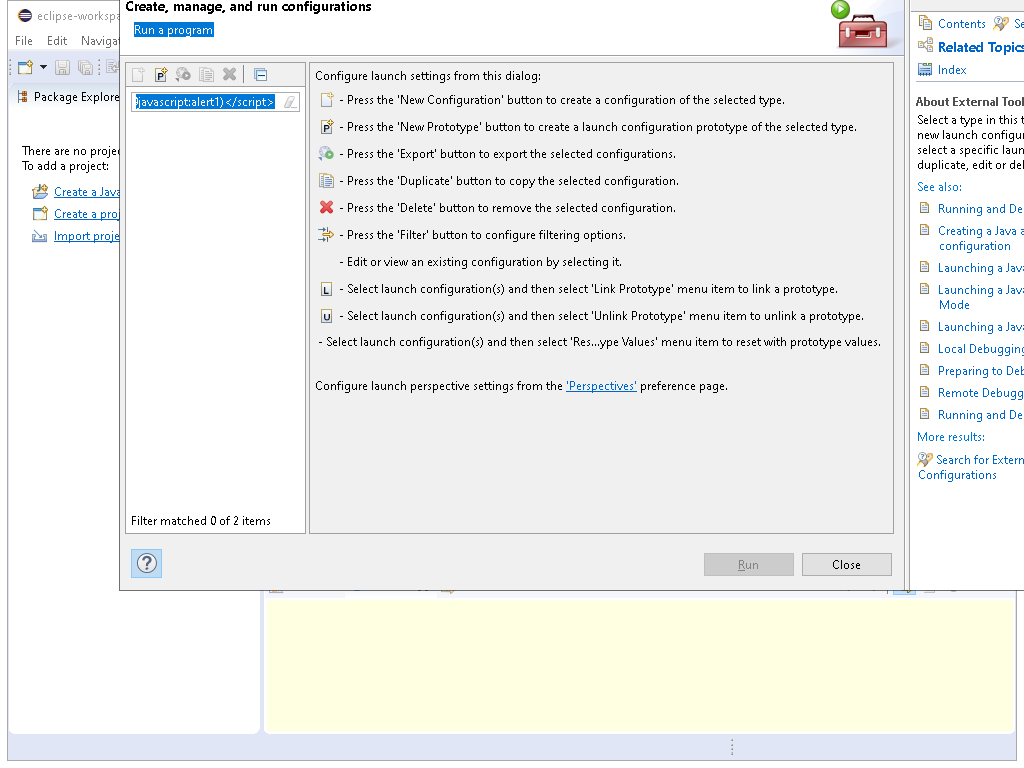 eclipse-workspa
Create, manage, and run configurations
Run a program
File Edit Navigat
Package Explore
There are no projec
To add a project:
Create a Java
Create a proj
Import proje
javascript:alert1)</script>
Filter matched 0 of 2 items
Configure launch settings from this dialog:
- Press the 'New Configuration' button to create a configuration of the selected type.
- Press the 'New Prototype' button to create a launch configuration prototype of the selected type.
- Press the 'Export' button to export the selected configurations.
- Press the 'Duplicate' button to copy the selected configuration.
- Press the 'Delete' button to remove the selected configuration.
- Press the 'Filter' button to configure filtering options.
- Edit or view an existing configuration by selecting it.
- Select launch configuration(s) and then select 'Link Prototype' menu item to link a prototype.
- Select launch configuration(s) and then select 'Unlink Prototype' menu item to unlink a prototype.
- Select launch configuration(s) and then select 'Res...ype Values' menu item to reset with prototype values.
Configure launch perspective settings from the 'Perspectives' preference page.
Run
Close
Contents Se
Related Topics
Index
About External Tool
Select a type in this t
new launch configur
select a specific laun
duplicate, edit or del
See also:
Running and De
Creating a Java a
configuration
Launching a Java
Launching a Java
Mode
Launching a Java
Local Debugging
Preparing to Deb
Remote Debugg
Running and De
More results:
Search for Extern
Configurations